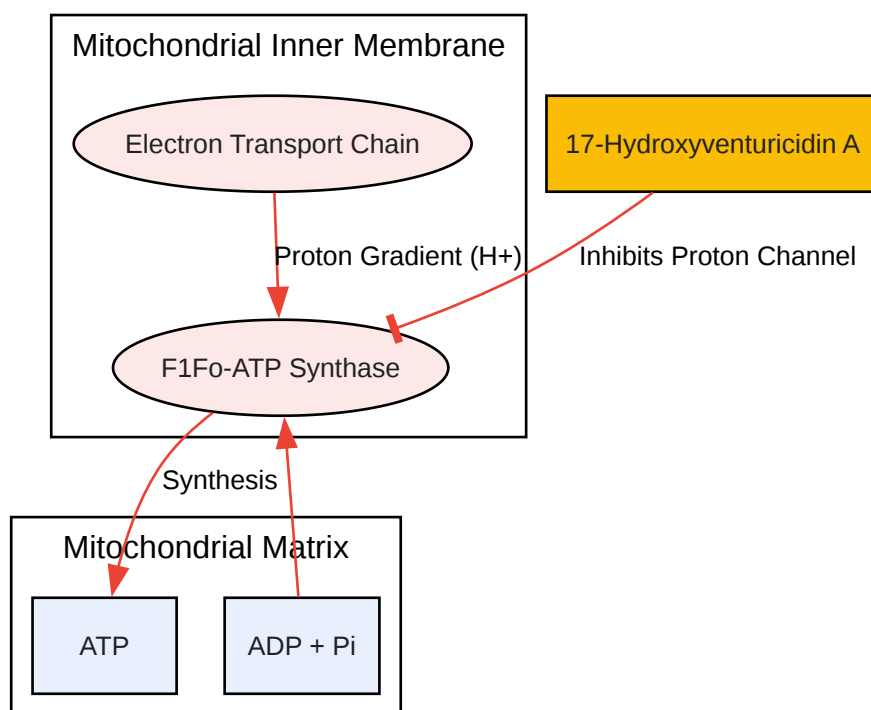 Mitochondrial Inner Membrane
Electron Transport Chain
17-Hydroxyventuricidin A
Proton Gradient (H+)
Inhibits Proton Channel
F1Fo-ATP Synthase
Synthesis
Mitochondrial Matrix
ATP
ADP + Pi